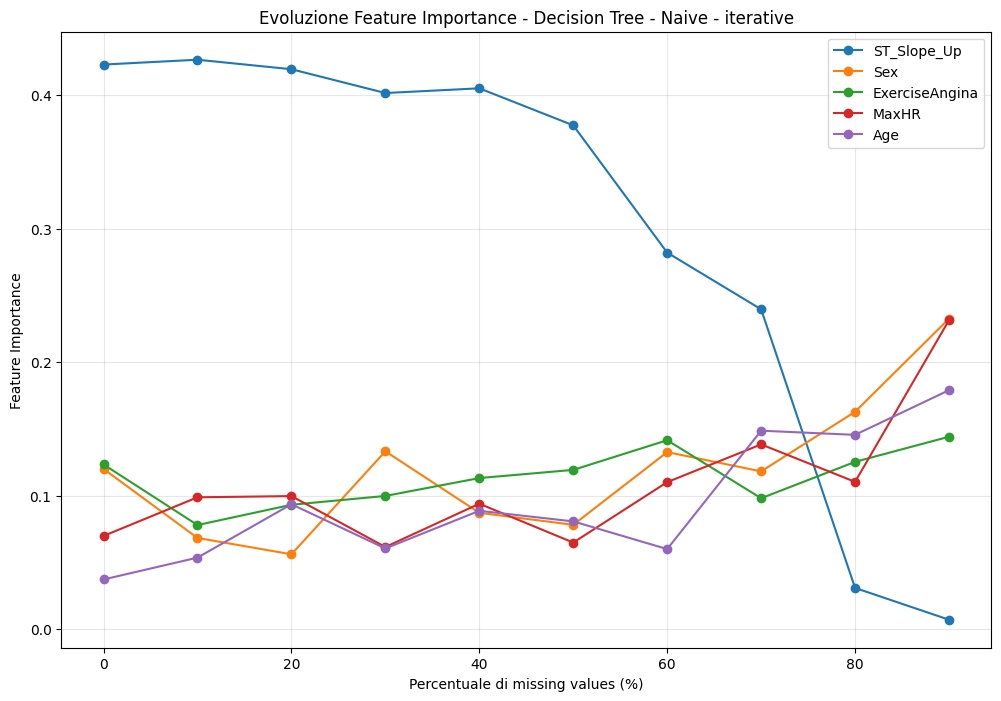 Evoluzione Feature Importance - Decision Tree - Naive - iterative
ST_Slope_Up
Sex
ExerciseAngina
MaxHR
Age
Feature Importance
0.4
0.3
0.2
0.1
0.0
0
20
40
60
80
Percentuale di missing values (%)